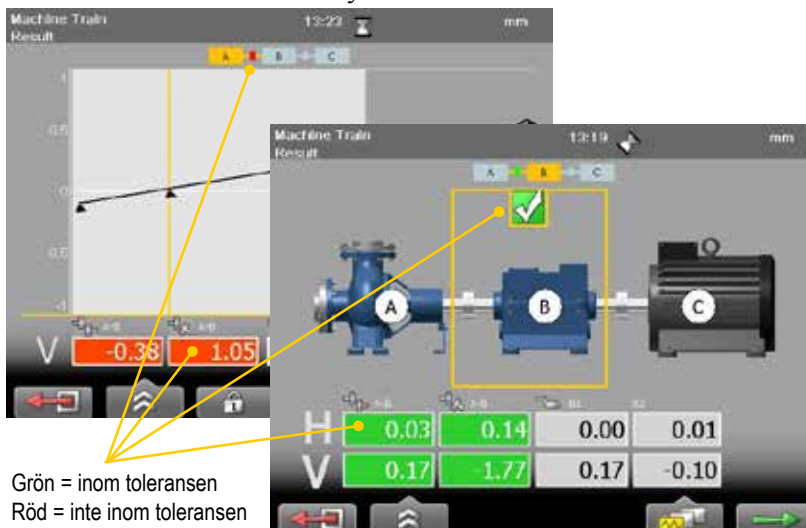 Machine Train 13:23 mm
Result
A B C
1
0.5
0
0.5
-1
A-B A-B
V -0.38 1.05
Machine Train 13:19 mm
Result
A B C
A B C
A-B A-B B1 B2
H 0.03 0.14 0.00 0.01
V 0.17 -1.77 0.17 -0.10
Grön = inom toleransen
Röd = inte inom toleransen